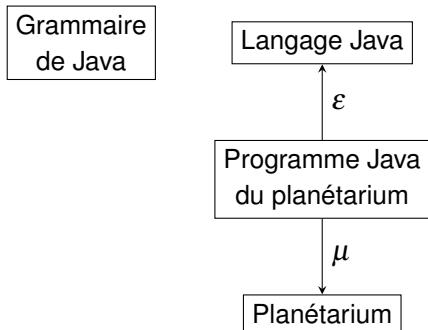 Grammaire
de Java
Langage Java
ε
Programme Java
du planétarium
μ
Planétarium